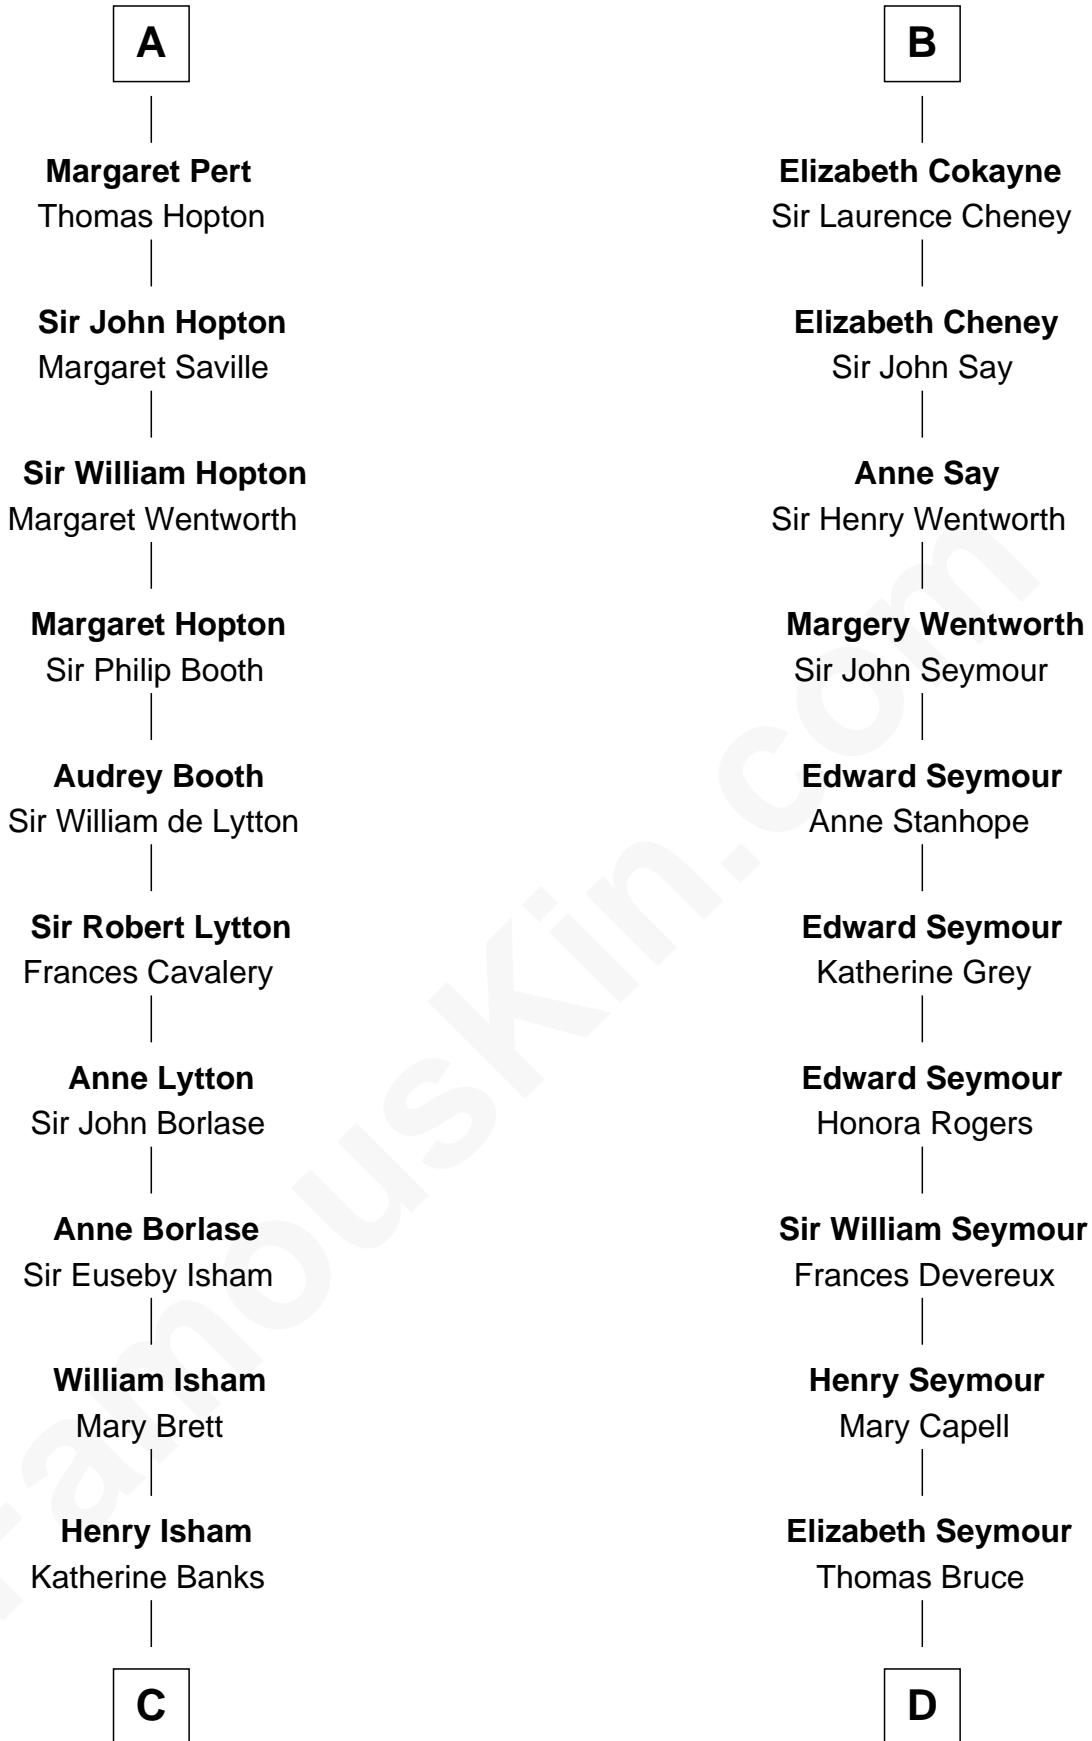 A
Margaret Pert
Thomas Hopton
Sir John Hopton
Margaret Saville
Sir William Hopton
Margaret Wentworth
Margaret Hopton
Sir Philip Booth
Audrey Booth
Sir William de Lytton
Sir Robert Lytton
Frances Cavalery
Anne Lytton
Sir John Borlase
Anne Borlase
Sir Euseby Isham
William Isham
Mary Brett
Henry Isham
Katherine Banks
C
B
Elizabeth Cokayne
Sir Laurence Cheney
Elizabeth Cheney
Sir John Say
Anne Say
Sir Henry Wentworth
Margery Wentworth
Sir John Seymour
Edward Seymour
Anne Stanhope
Edward Seymour
Katherine Grey
Edward Seymour
Honora Rogers
Sir William Seymour
Frances Devereux
Henry Seymour
Mary Capell
Elizabeth Seymour
Thomas Bruce
D
FamousKin.com